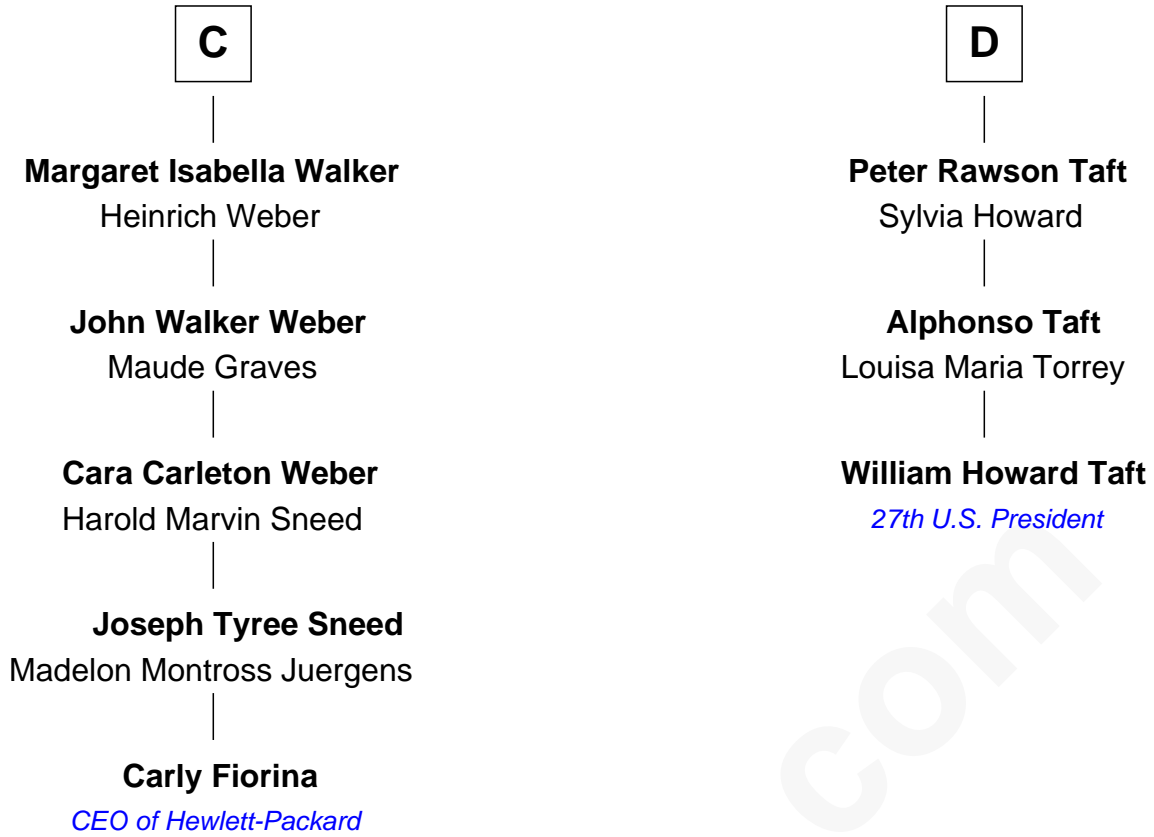 C
Margaret Isabella Walker
Heinrich Weber
John Walker Weber
Maude Graves
Cara Carleton Weber
Harold Marvin Sneed
Joseph Tyree Sneed
Madelon Montross Juergens
Carly Fiorina
CEO of Hewlett-Packard
D
Peter Rawson Taft
Sylvia Howard
Alphonso Taft
Louisa Maria Torrey
William Howard Taft
27th U.S. President
com